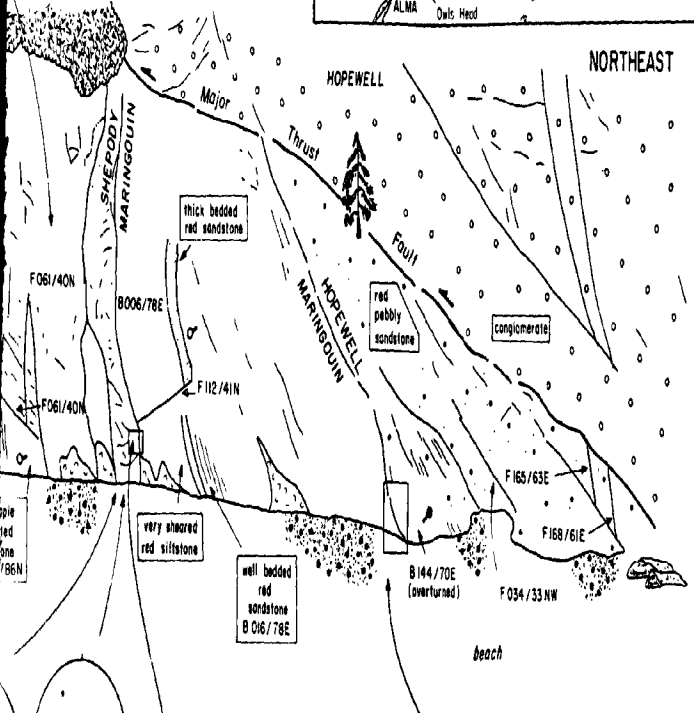 ALMA
Owls Head
NORTHEAST
HOPEWELL
Major
Thrust
Fault
SHEPODY
MARINGOUIN
thick bedded
red sandstone
F061/40N
B006/78E
HOPEWELL
MARINGOUIN
red
pebbly
sandstone
conglomerate
F112/41N
F061/40N
F165/63E
F168/61E
very sheared
red siltstone
well bedded
red
sandstone
B016/78E
B144/70E
(overturned)
F034/33NW
/86N
beach